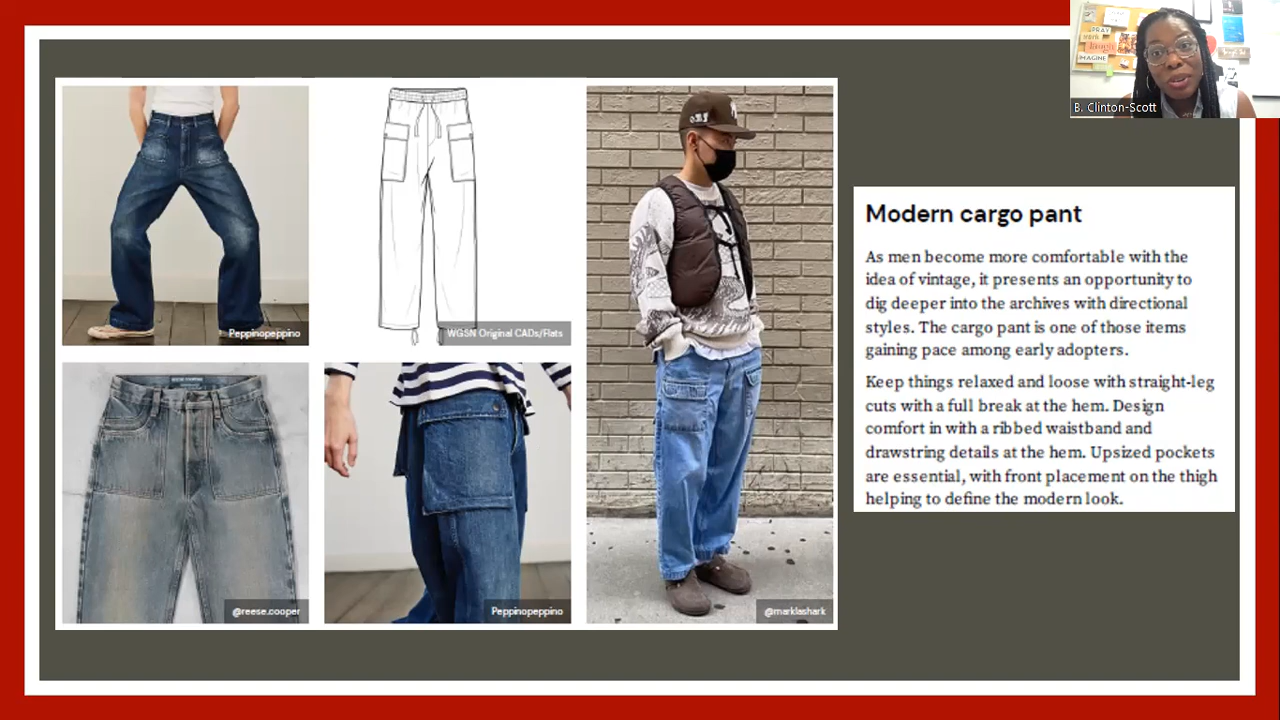 PRAY
laugh
IMAGINE
B. Clinton-Scott
Peppinopeppino
WGSN Original CADs/Flats
@reese.cooper
Peppinopeppino
@marklashark
Modern cargo pant
As men become more comfortable with the
idea of vintage, it presents an opportunity to
dig deeper into the archives with directional
styles. The cargo pant is one of those items
gaining pace among early adopters.
Keep things relaxed and loose with straight-leg
cuts with a full break at the hem. Design
comfort in with a ribbed waistband and
drawstring details at the hem. Upsized pockets
are essential, with front placement on the thigh
helping to define the modern look.